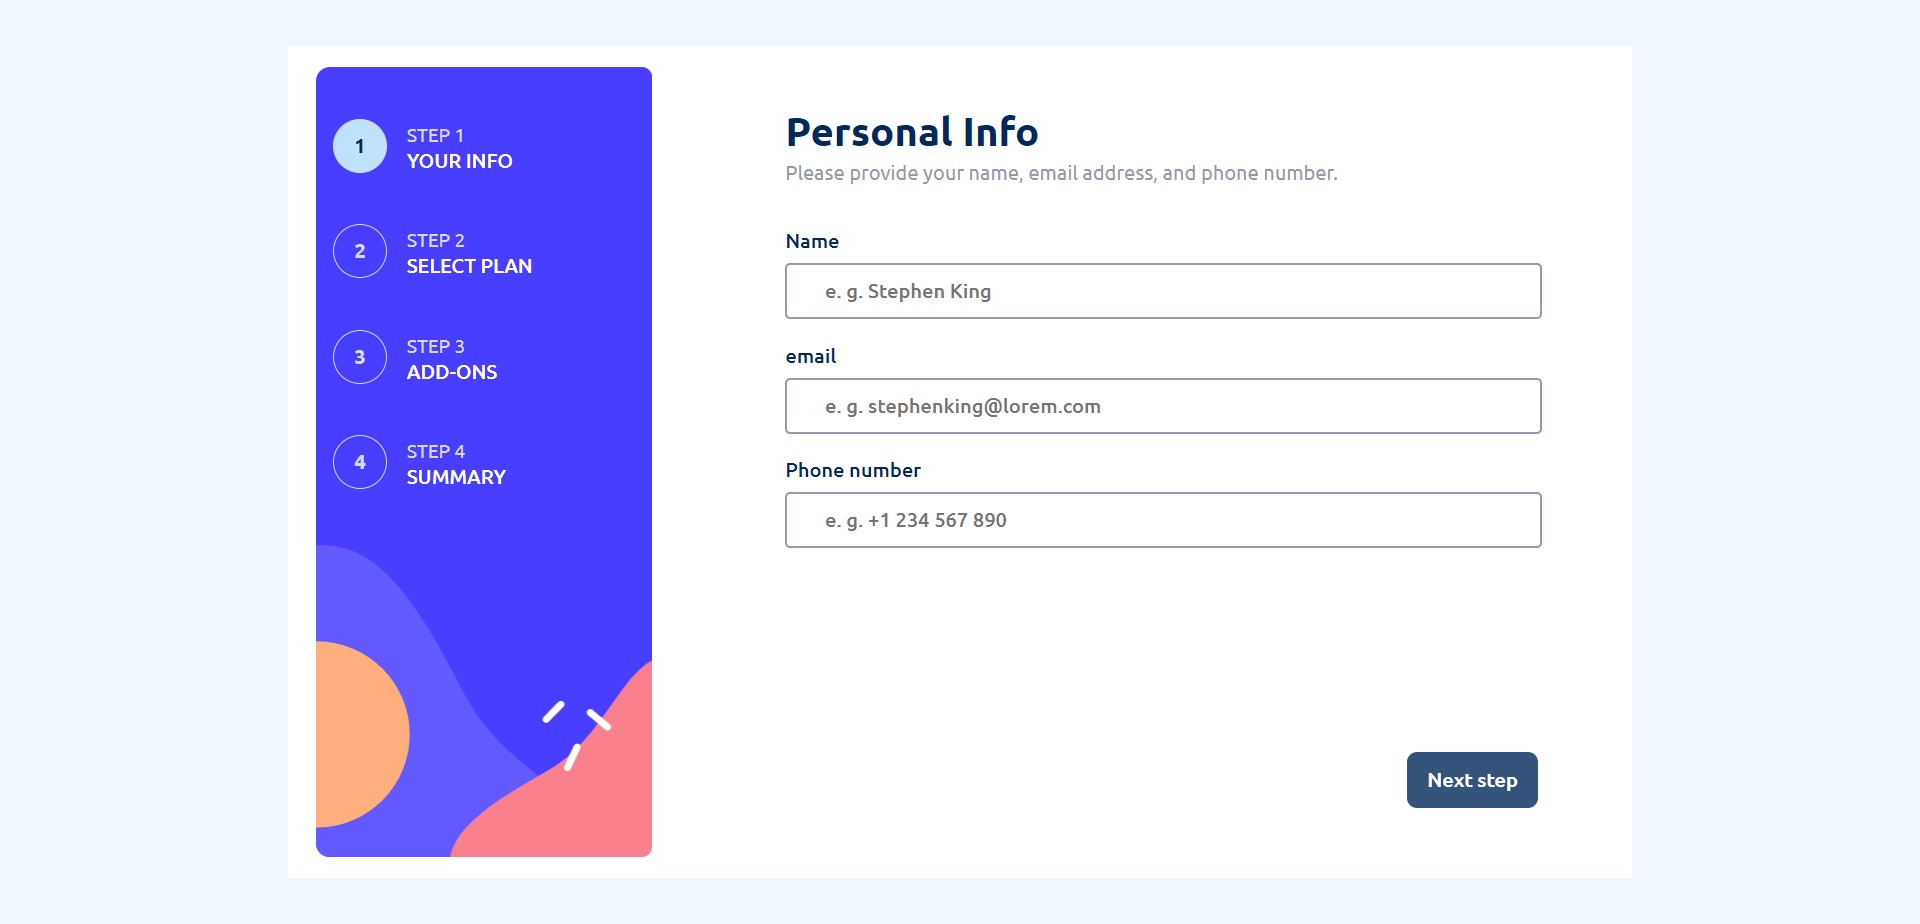 1
STEP 1
YOUR INFO
2
STEP 2
SELECT PLAN
3
STEP 3
ADD-ONS
4
STEP 4
SUMMARY
Personal Info
Please provide your name, email address, and phone number.
Name
e. g. Stephen King
email
e. g. stephenking@lorem.com
Phone number
e. g. +1 234 567 890
Next step